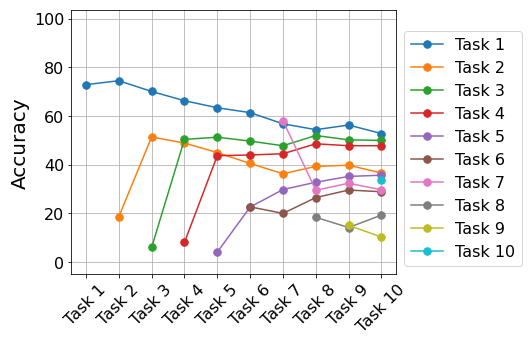 Accuracy
100
80
60
40
20
0
Task 1
Task 2
Task 3
Task 4
Task 5
Task 6
Task 7
Task 8
Task 9
Task 10
Task 1
Task 2
Task 3
Task 4
Task 5
Task 6
Task 7
Task 8
Task 9
Task 10